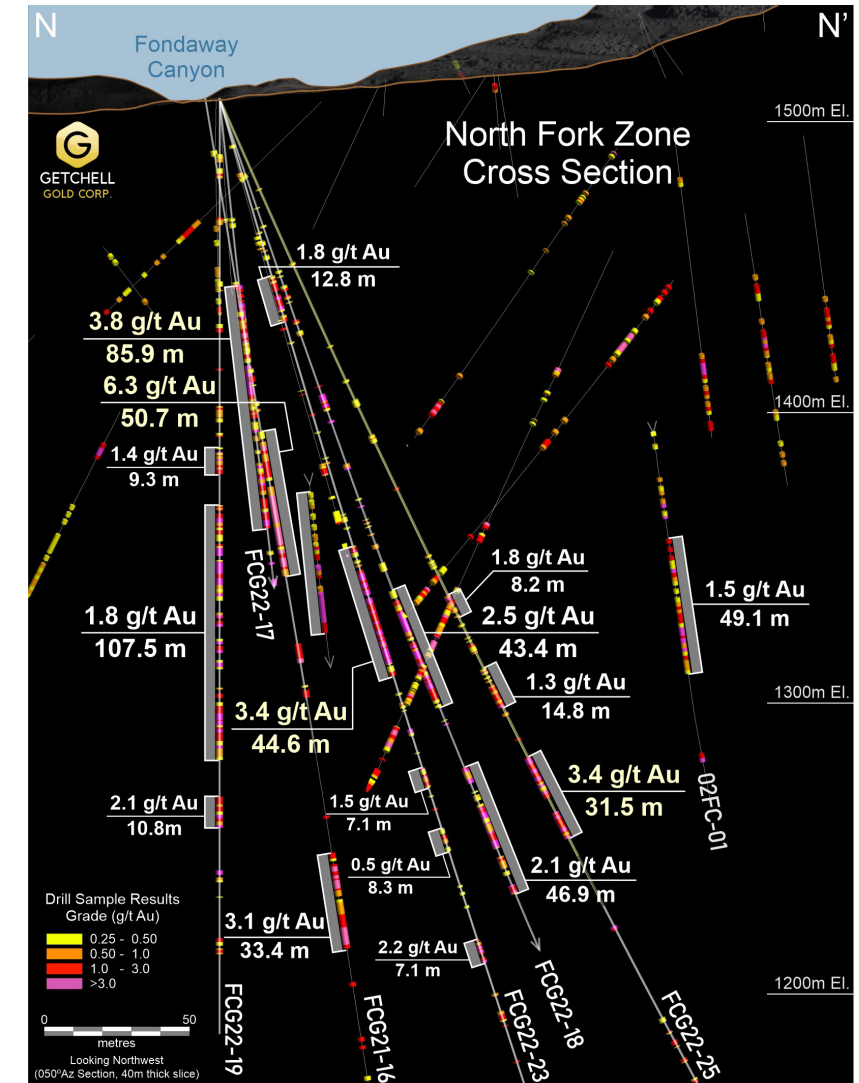 N
N’
Fondaway
Canyon
1500m El.
North Fork Zone
Cross Section
G
GETCHELL
GOLD CORP.
1.8 g/t Au
12.8 m
3.8 g/t Au
85.9 m
6.3 g/t Au
50.7 m
1400m El.
1.4 g/t Au
9.3 m
FCG22-17
1.8 g/t Au
8.2 m
1.5 g/t Au
49.1 m
1.8 g/t Au
107.5 m
2.5 g/t Au
43.4 m
1.3 g/t Au
14.8 m
1300m El.
3.4 g/t Au
44.6 m
3.4 g/t Au
31.5 m
02FC-01
2.1 g/t Au
10.8m
1.5 g/t Au
7.1 m
0.5 g/t Au
8.3 m
2.1 g/t Au
46.9 m
Drill Sample Results
Grade (g/t Au)
0.25 - 0.50
0.50 - 1.0
1.0 - 3.0
>3.0
3.1 g/t Au
33.4 m
2.2 g/t Au
7.1 m
1200m El.
0 50
metres
Looking Northwest
(050ºAz Section, 40m thick slice)
FCG22-19
FCG21-16
FCG22-23
FCG22-18
FCG22-25